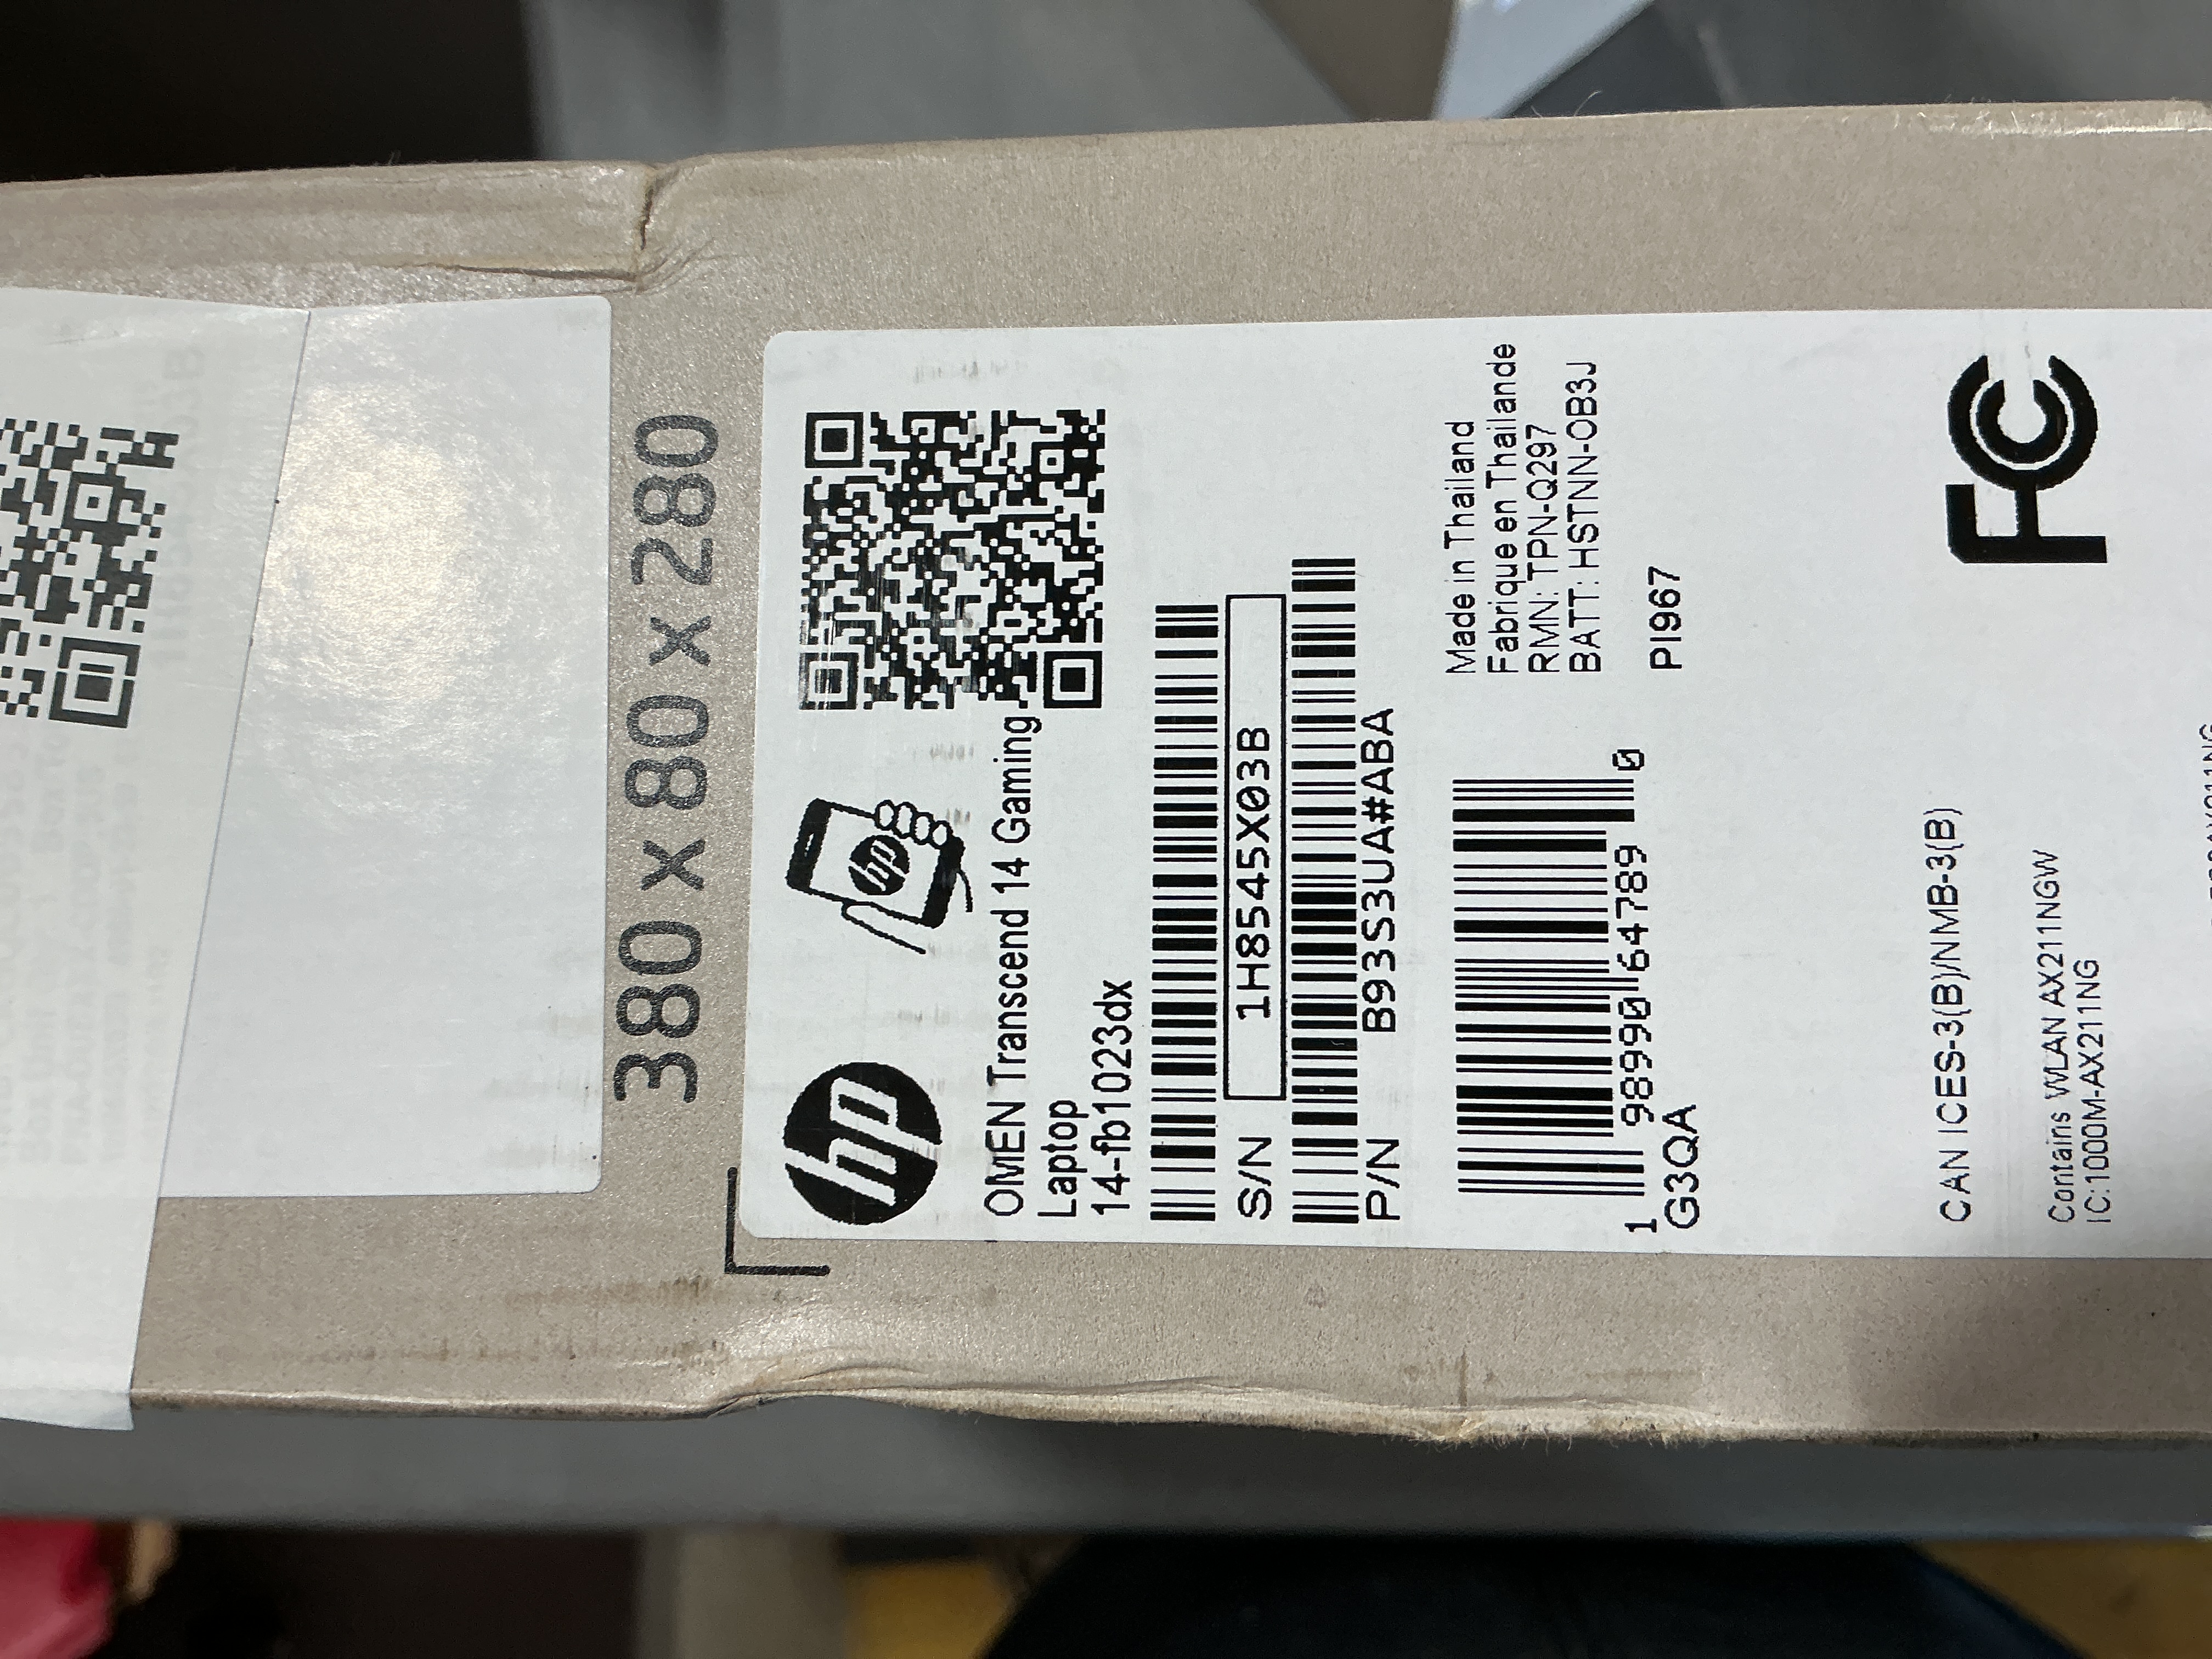 380 x 80 x 280
hp
hp
OMEN Transcend 14 Gaming
Laptop
14-fb1023dx
S/N 1H8545X03B
P/N B93S3UA#ABA
1 98990 64789 0
G3QA
Made in Thailand
Fabrique en Thailande
RMN: TPN-Q297
BATT: HSTNN-OB3J
PI967
CAN ICES-3(B)/NMB-3(B)
FC
Contains WLAN AX211NGW
IC:1000M-AX211NG